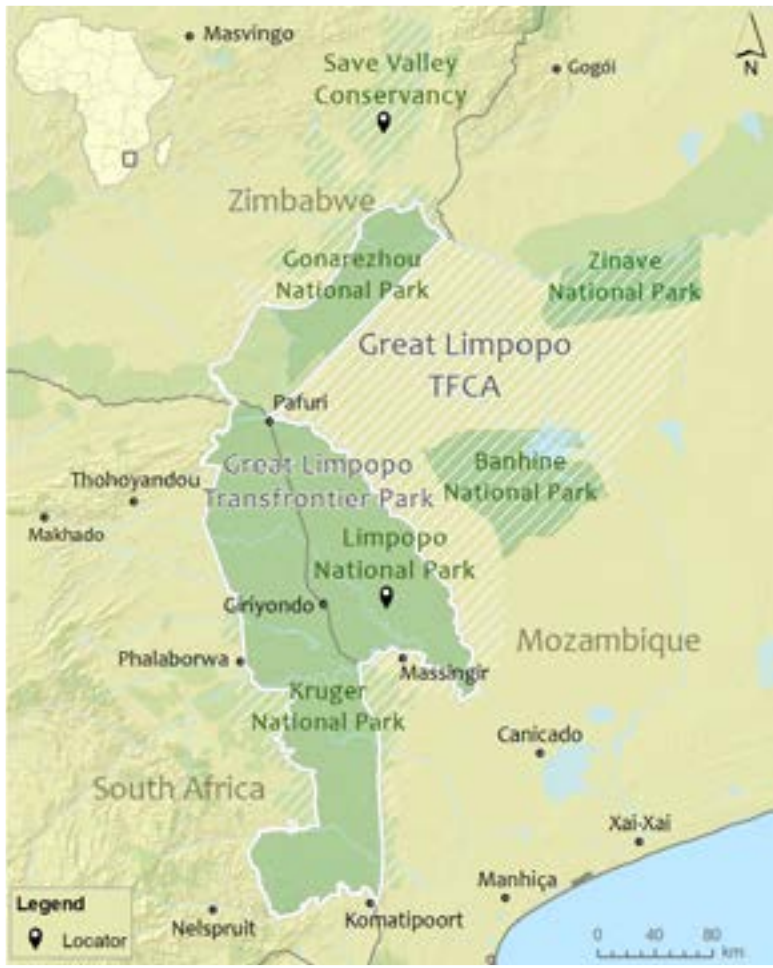 Masvingo
Save Valley
Conservancy
Gogói
N
Zimbabwe
Gonarezhou
National Park
Zinave
National Park
Great Limpopo
TFCA
Pafuri
Great Limpopo
Transfrontier Park
Banhine
National Park
Thohoyandou
Makhado
Limpopo
National Park
Giriyondo
Mozambique
Phalaborwa
Massingir
Kruger
National Park
Canicado
South Africa
Xai-Xai
Manhiça
Legend
Locator
Nelspruit
Komatipoort
0 40 80
km